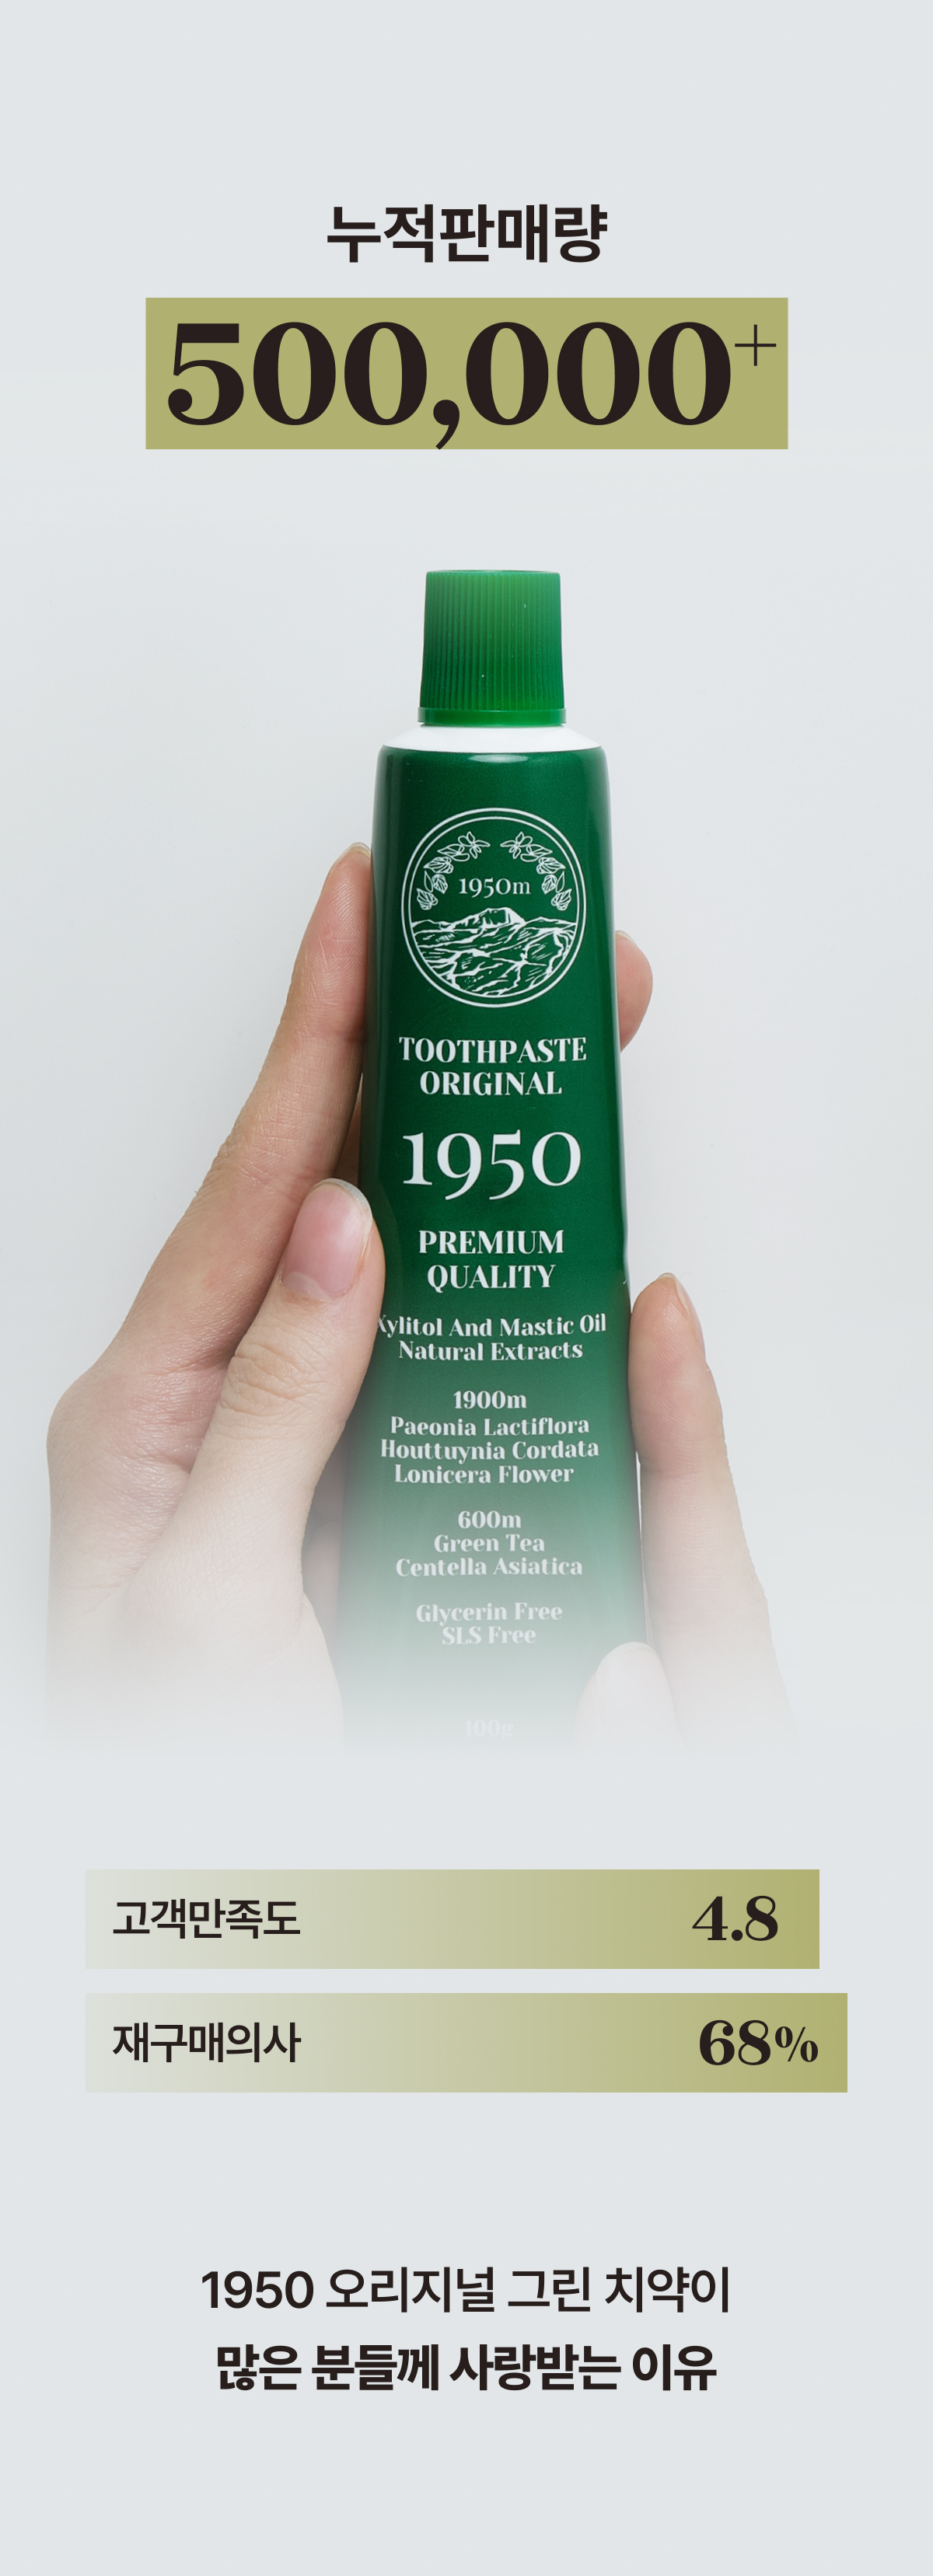 누적판매량
500,000+
1950m
TOOTHPASTE
ORIGINAL
1950
PREMIUM
QUALITY
Xylitol And Mastic Oil
Natural Extracts
1900m
Paeonia Lactiflora
Houttuynia Cordata
Lonicera Flower
600m
Green Tea
Centella Asiatica
Glycerin Free
SLS Free
100g
고객만족도 4.8
재구매의사 68%
1950 오리지널 그린 치약이
많은 분들께 사랑받는 이유